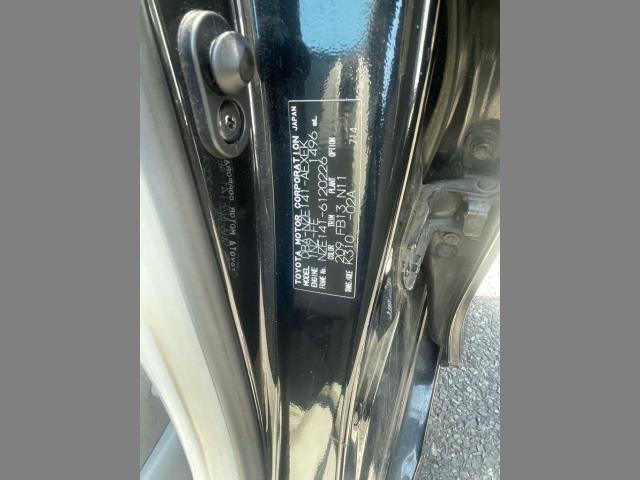 TOYOTA MOTOR CORPORATION JAPAN
MODEL DBA-NZE141-AEXEK
ENGINE 1NZ-FE 1496 mL
FRAME No. NZE141-6120226
COLOR TRIM PLANT OPTION
209 FB13 N11 714
TRNS./AXLE K310 -02A